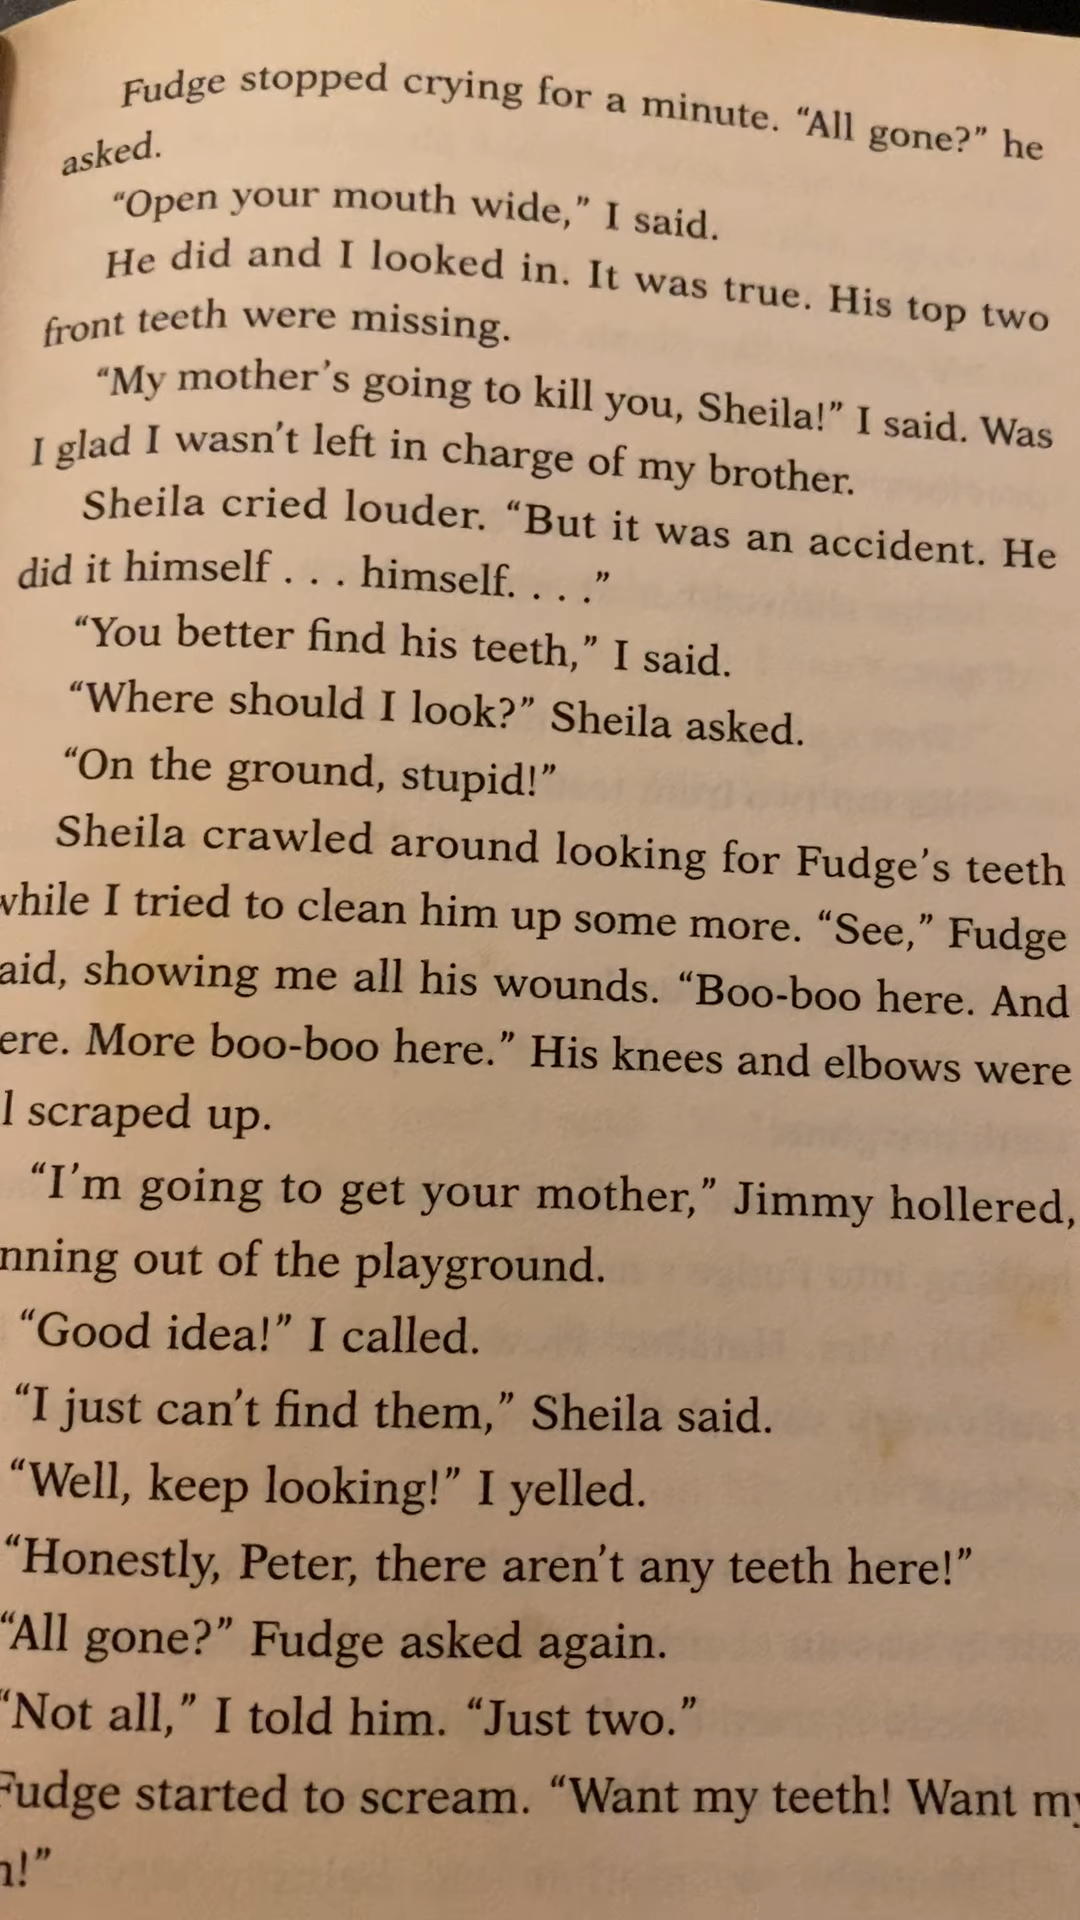 Fudge stopped crying for a minute. “All gone?” he
asked.
“Open your mouth wide,” I said.
He did and I looked in. It was true. His top two
front teeth were missing.
“My mother’s going to kill you, Sheila!” I said. Was
I glad I wasn’t left in charge of my brother.
Sheila cried louder. “But it was an accident. He
did it himself . . . himself. . . .”
“You better find his teeth,” I said.
“Where should I look?” Sheila asked.
“On the ground, stupid!”
Sheila crawled around looking for Fudge’s teeth
while I tried to clean him up some more. “See,” Fudge
aid, showing me all his wounds. “Boo-boo here. And
ere. More boo-boo here.” His knees and elbows were
l scraped up.
“I’m going to get your mother,” Jimmy hollered,
nning out of the playground.
“Good idea!” I called.
“I just can’t find them,” Sheila said.
“Well, keep looking!” I yelled.
“Honestly, Peter, there aren’t any teeth here!”
“All gone?” Fudge asked again.
“Not all,” I told him. “Just two.”
Fudge started to scream. “Want my teeth! Want my
h!”